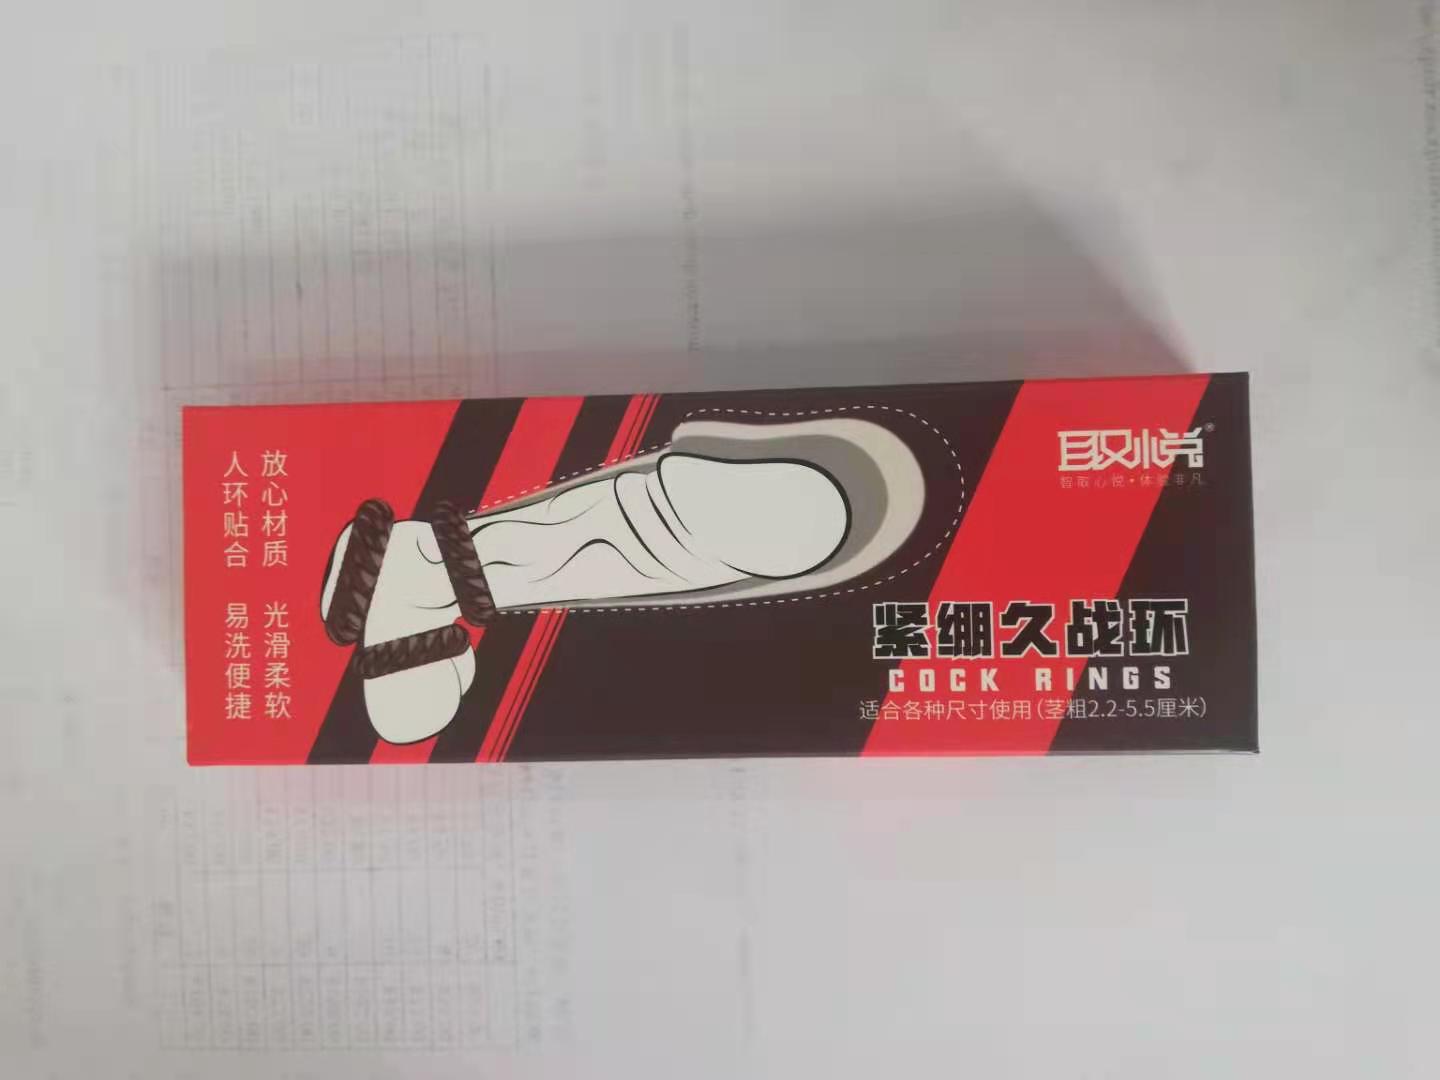 放心材质 光滑柔软
人环贴合 易洗便捷
取悦®
智取心悦·体验非凡
紧绷久战环
COCK RINGS
适合各种尺寸使用(茎粗2.2-5.5厘米)